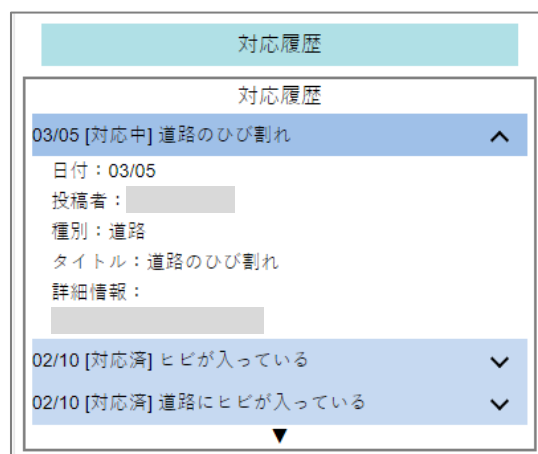 対応履歴
対応履歴
03/05 [対応中] 道路のひび割れ
日付：03/05
投稿者：
種別：道路
タイトル：道路のひび割れ
詳細情報：
02/10 [対応済] ヒビが入っている
02/10 [対応済] 道路にヒビが入っている
▼